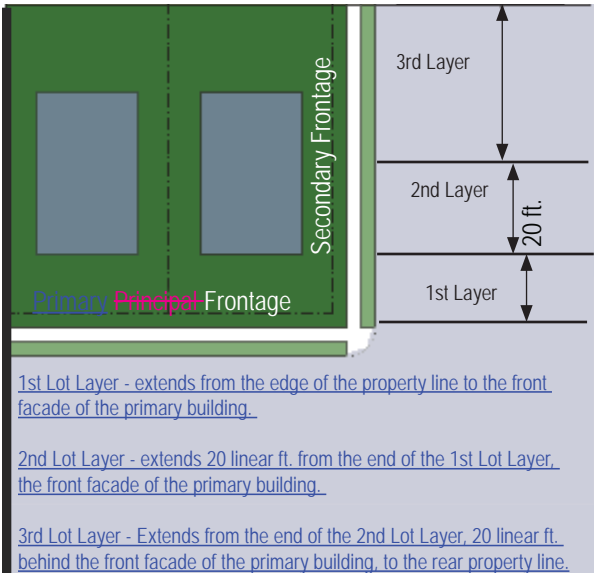 3rd Layer
Secondary Frontage
2nd Layer
20 ft.
1st Layer
Primary Principal Frontage
1st Lot Layer - extends from the edge of the property line to the front
facade of the primary building.
2nd Lot Layer - extends 20 linear ft. from the end of the 1st Lot Layer,
the front facade of the primary building.
3rd Lot Layer - Extends from the end of the 2nd Lot Layer, 20 linear ft.
behind the front facade of the primary building, to the rear property line.